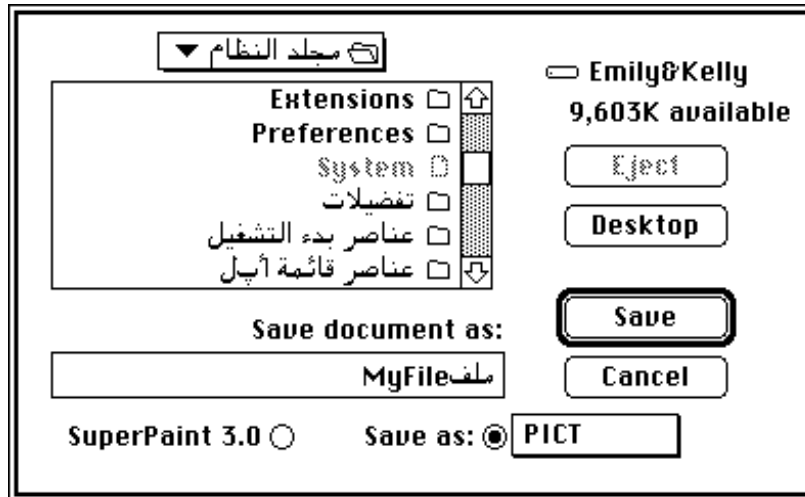 مجلد النظام
Emily&Kelly
9,603K available
Extensions
Preferences
System
تفضيلات
عناصر بدء التشغيل
عناصر قائمة أپل
Eject
Desktop
Save
Cancel
Save document as:
ملفMyFile
SuperPaint 3.0
Save as: PICT